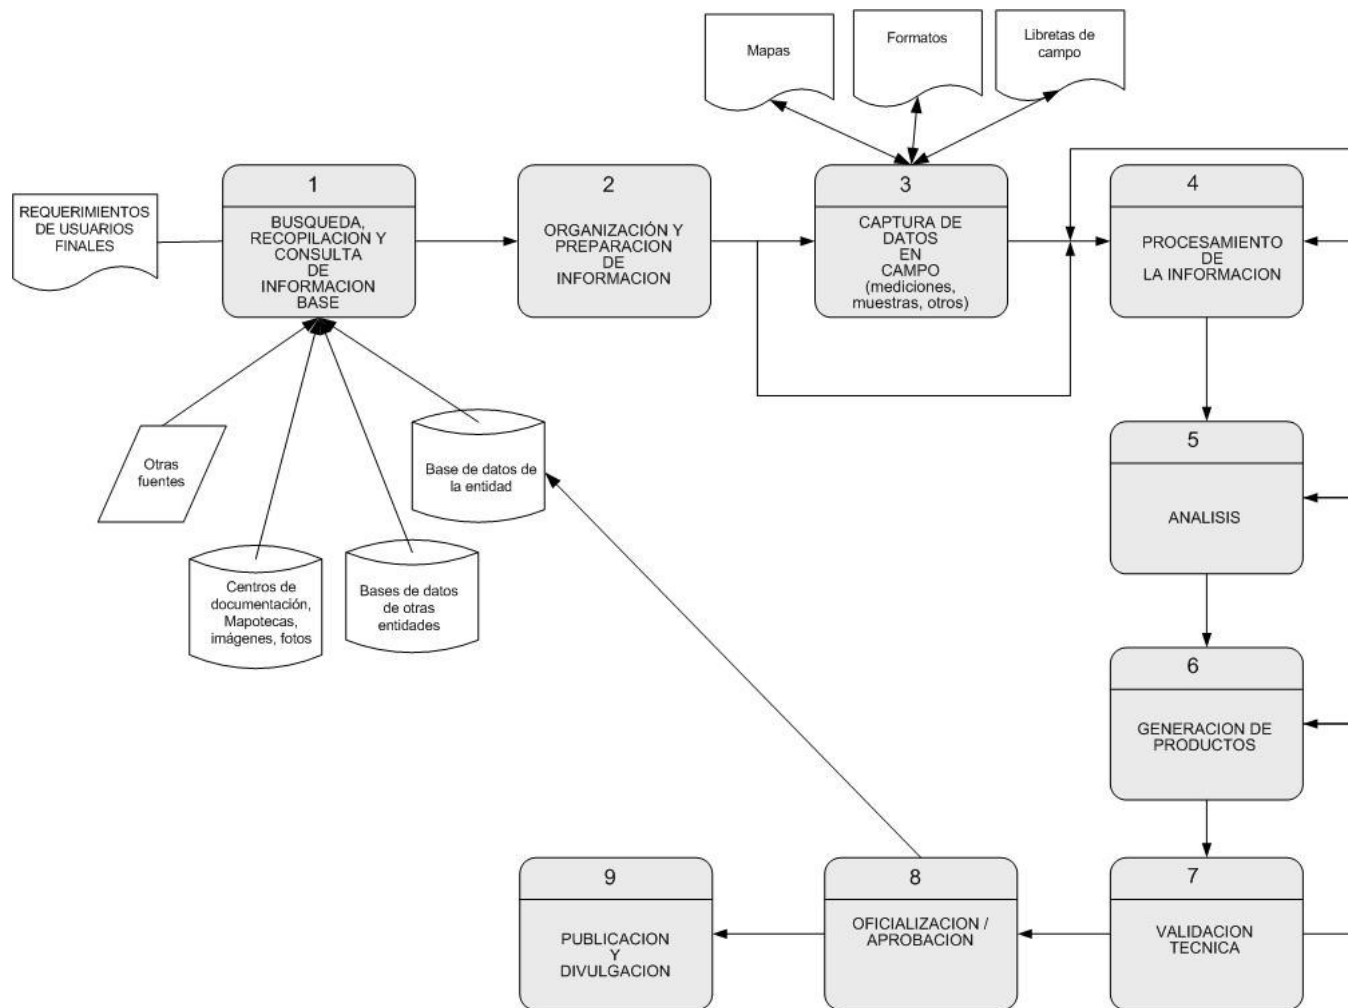 Mapas
Formatos
Libretas de
campo
REQUERIMIENTOS
DE USUARIOS
FINALES
1
BUSQUEDA,
RECOPILACION Y
CONSULTA
DE
INFORMACION
BASE
2
ORGANIZACIÓN Y
PREPARACION
DE
INFORMACION
3
CAPTURA DE
DATOS
EN
CAMPO
(mediciones,
muestras, otros)
4
PROCESAMIENTO
DE
LA INFORMACION
Otras
fuentes
Centros de
documentación,
Mapotecas,
imágenes, fotos
Bases de datos
de otras
entidades
Base de datos de
la entidad
5
ANALISIS
6
GENERACION DE
PRODUCTOS
7
VALIDACION
TECNICA
8
OFICIALIZACION /
APROBACION
9
PUBLICACION
Y
DIVULGACION